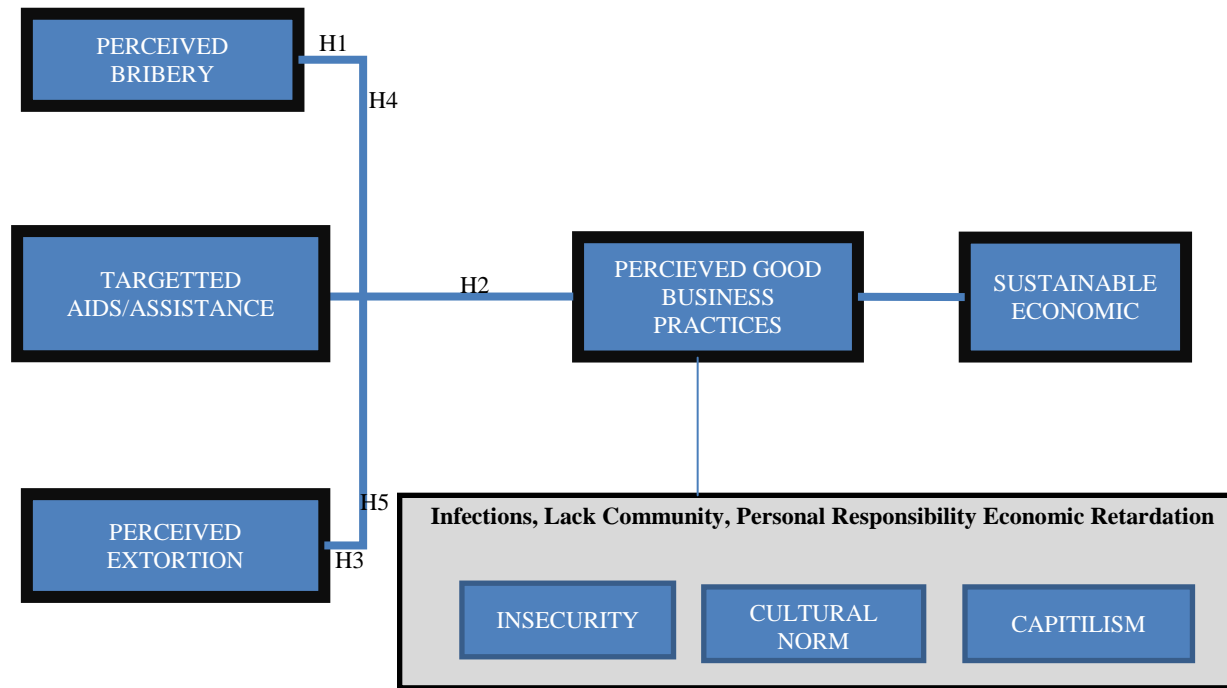 PERCEIVED
BRIBERY
H1
H4
TARGETTED
AIDS/ASSISTANCE
H2
PERCIEVED GOOD
BUSINESS
PRACTICES
SUSTAINABLE
ECONOMIC
PERCEIVED
EXTORTION
H5
H3
Infections, Lack Community, Personal Responsibility Economic Retardation
INSECURITY
CULTURAL
NORM
CAPITILISM